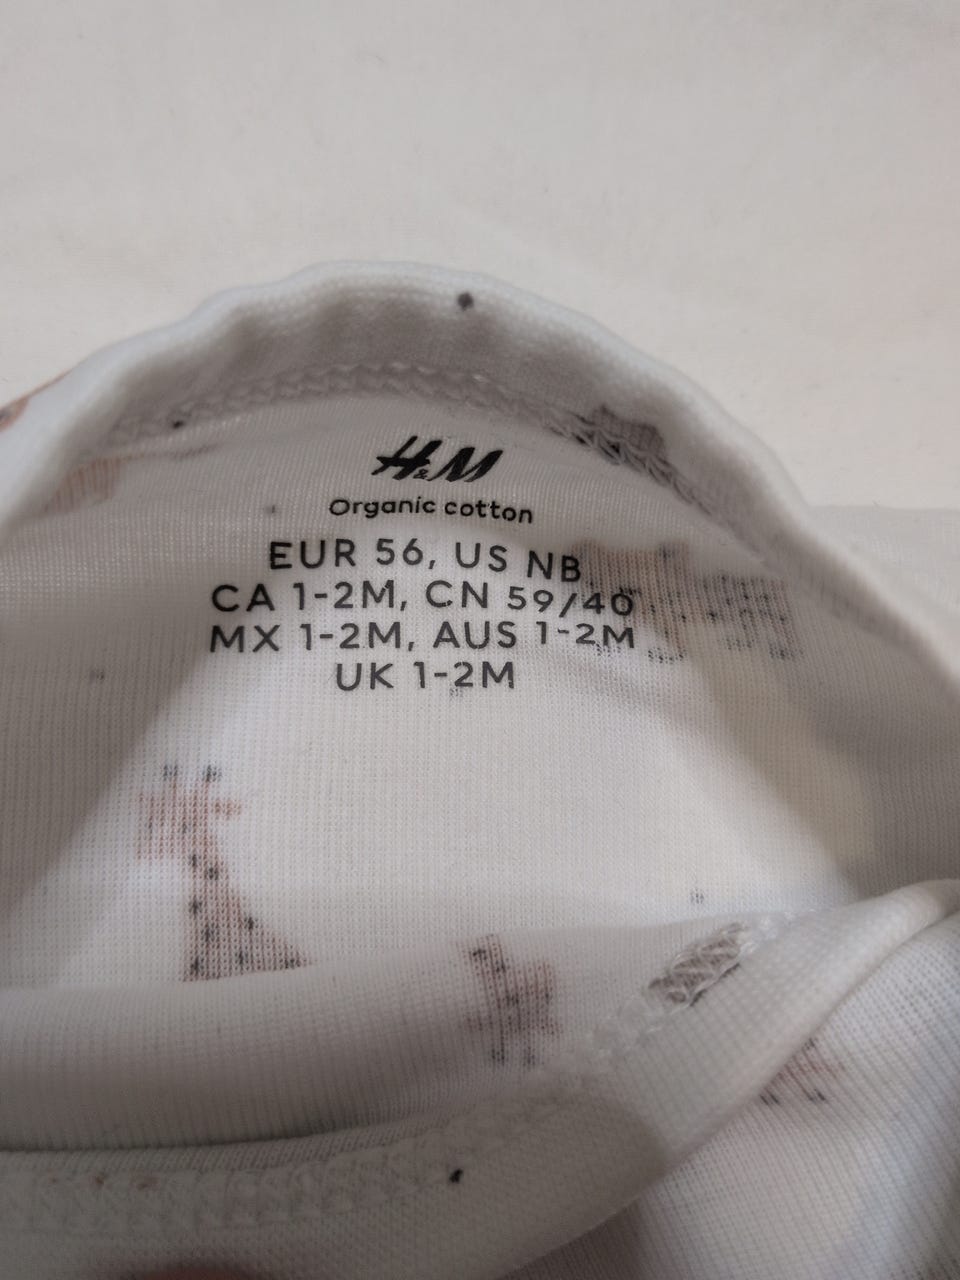 H&M
Organic cotton
EUR 56, US NB
CA 1-2M, CN 59/40
MX 1-2M, AUS 1-2M
UK 1-2M